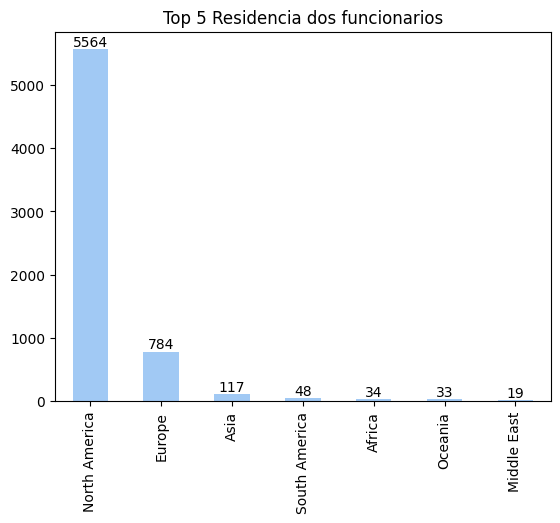 Top 5 Residencia dos funcionarios
5564
784
117
48
34
33
19
5000
4000
3000
2000
1000
0
North America
Europe
Asia
South America
Africa
Oceania
Middle East